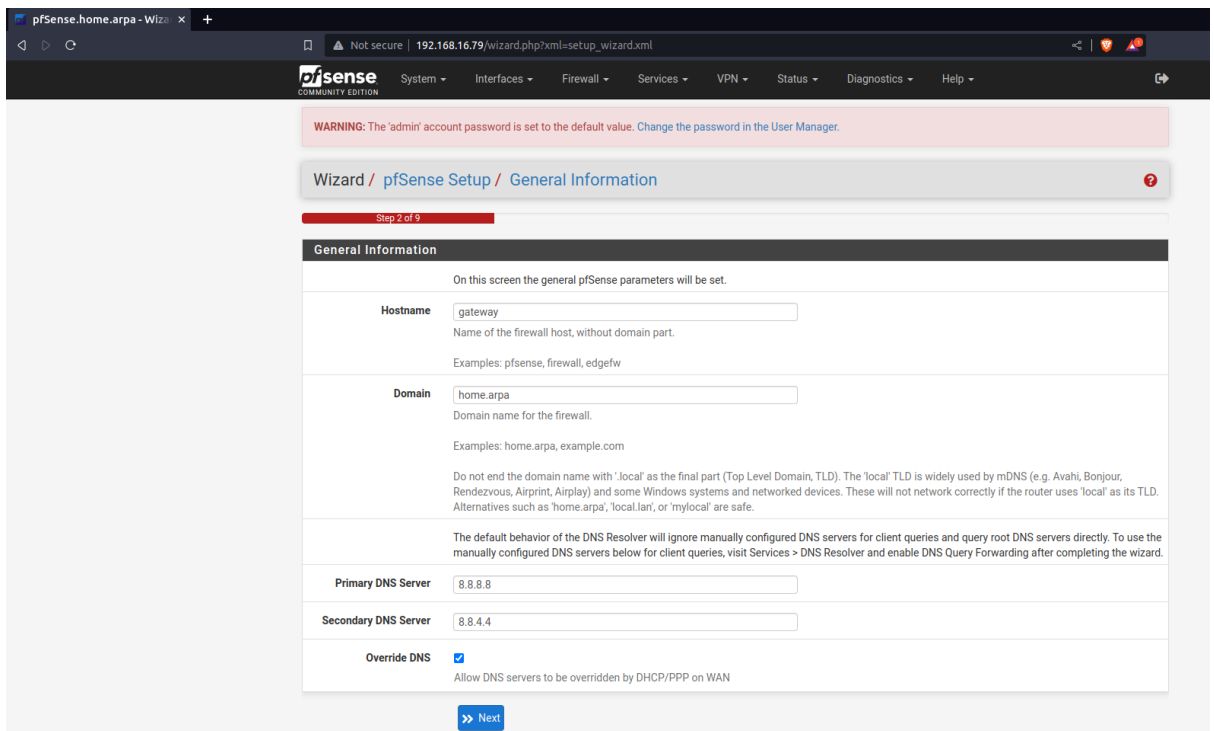 pfSense.home.arpa - Wiza × +
Not secure | 192.168.16.79/wizard.php?xml=setup_wizard.xml
pfsense COMMUNITY EDITION
System Interfaces Firewall Services VPN Status Diagnostics Help
WARNING: The 'admin' account password is set to the default value. Change the password in the User Manager.
Wizard / pfSense Setup / General Information
Step 2 of 9
General Information
On this screen the general pfSense parameters will be set.
Hostname gateway
Name of the firewall host, without domain part.
Examples: pfsense, firewall, edgefw
Domain home.arpa
Domain name for the firewall.
Examples: home.arpa, example.com
Do not end the domain name with '.local' as the final part (Top Level Domain, TLD). The 'local' TLD is widely used by mDNS (e.g. Avahi, Bonjour,
Rendezvous, Airprint, Airplay) and some Windows systems and networked devices. These will not network correctly if the router uses 'local' as its TLD.
Alternatives such as 'home.arpa', 'local.lan', or 'mylocal' are safe.
The default behavior of the DNS Resolver will ignore manually configured DNS servers for client queries and query root DNS servers directly. To use the
manually configured DNS servers below for client queries, visit Services > DNS Resolver and enable DNS Query Forwarding after completing the wizard.
Primary DNS Server 8.8.8.8
Secondary DNS Server 8.8.4.4
Override DNS
Allow DNS servers to be overridden by DHCP/PPP on WAN
Next